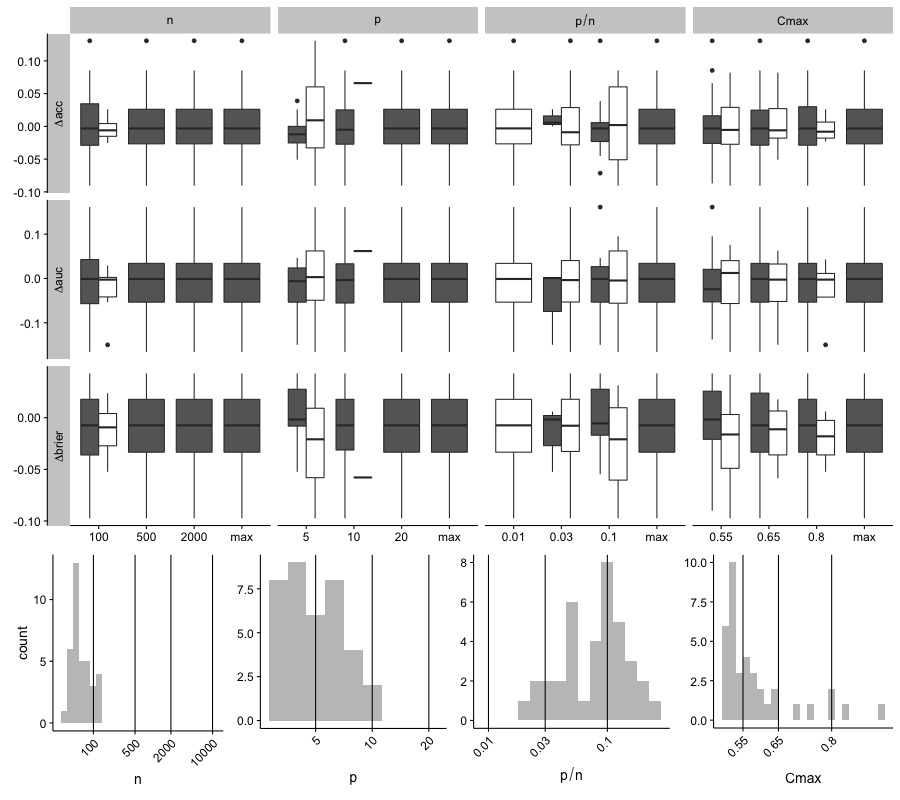 n p p/n Cmax
Δacc
0.10
0.05
0.00
-0.05
-0.10
Δauc
0.1
0.0
-0.1
Δbrier
0.00
-0.05
-0.10
100 500 2000 max 5 10 20 max 0.01 0.03 0.1 max 0.55 0.65 0.8 max
count
10
5
0
100 500 2000 10000
n
7.5
5.0
2.5
0.0
5 10 20
p
8
6
4
2
0
0.01 0.03 0.1
p/n
10.0
7.5
5.0
2.5
0.0
0.55 0.65 0.8
Cmax